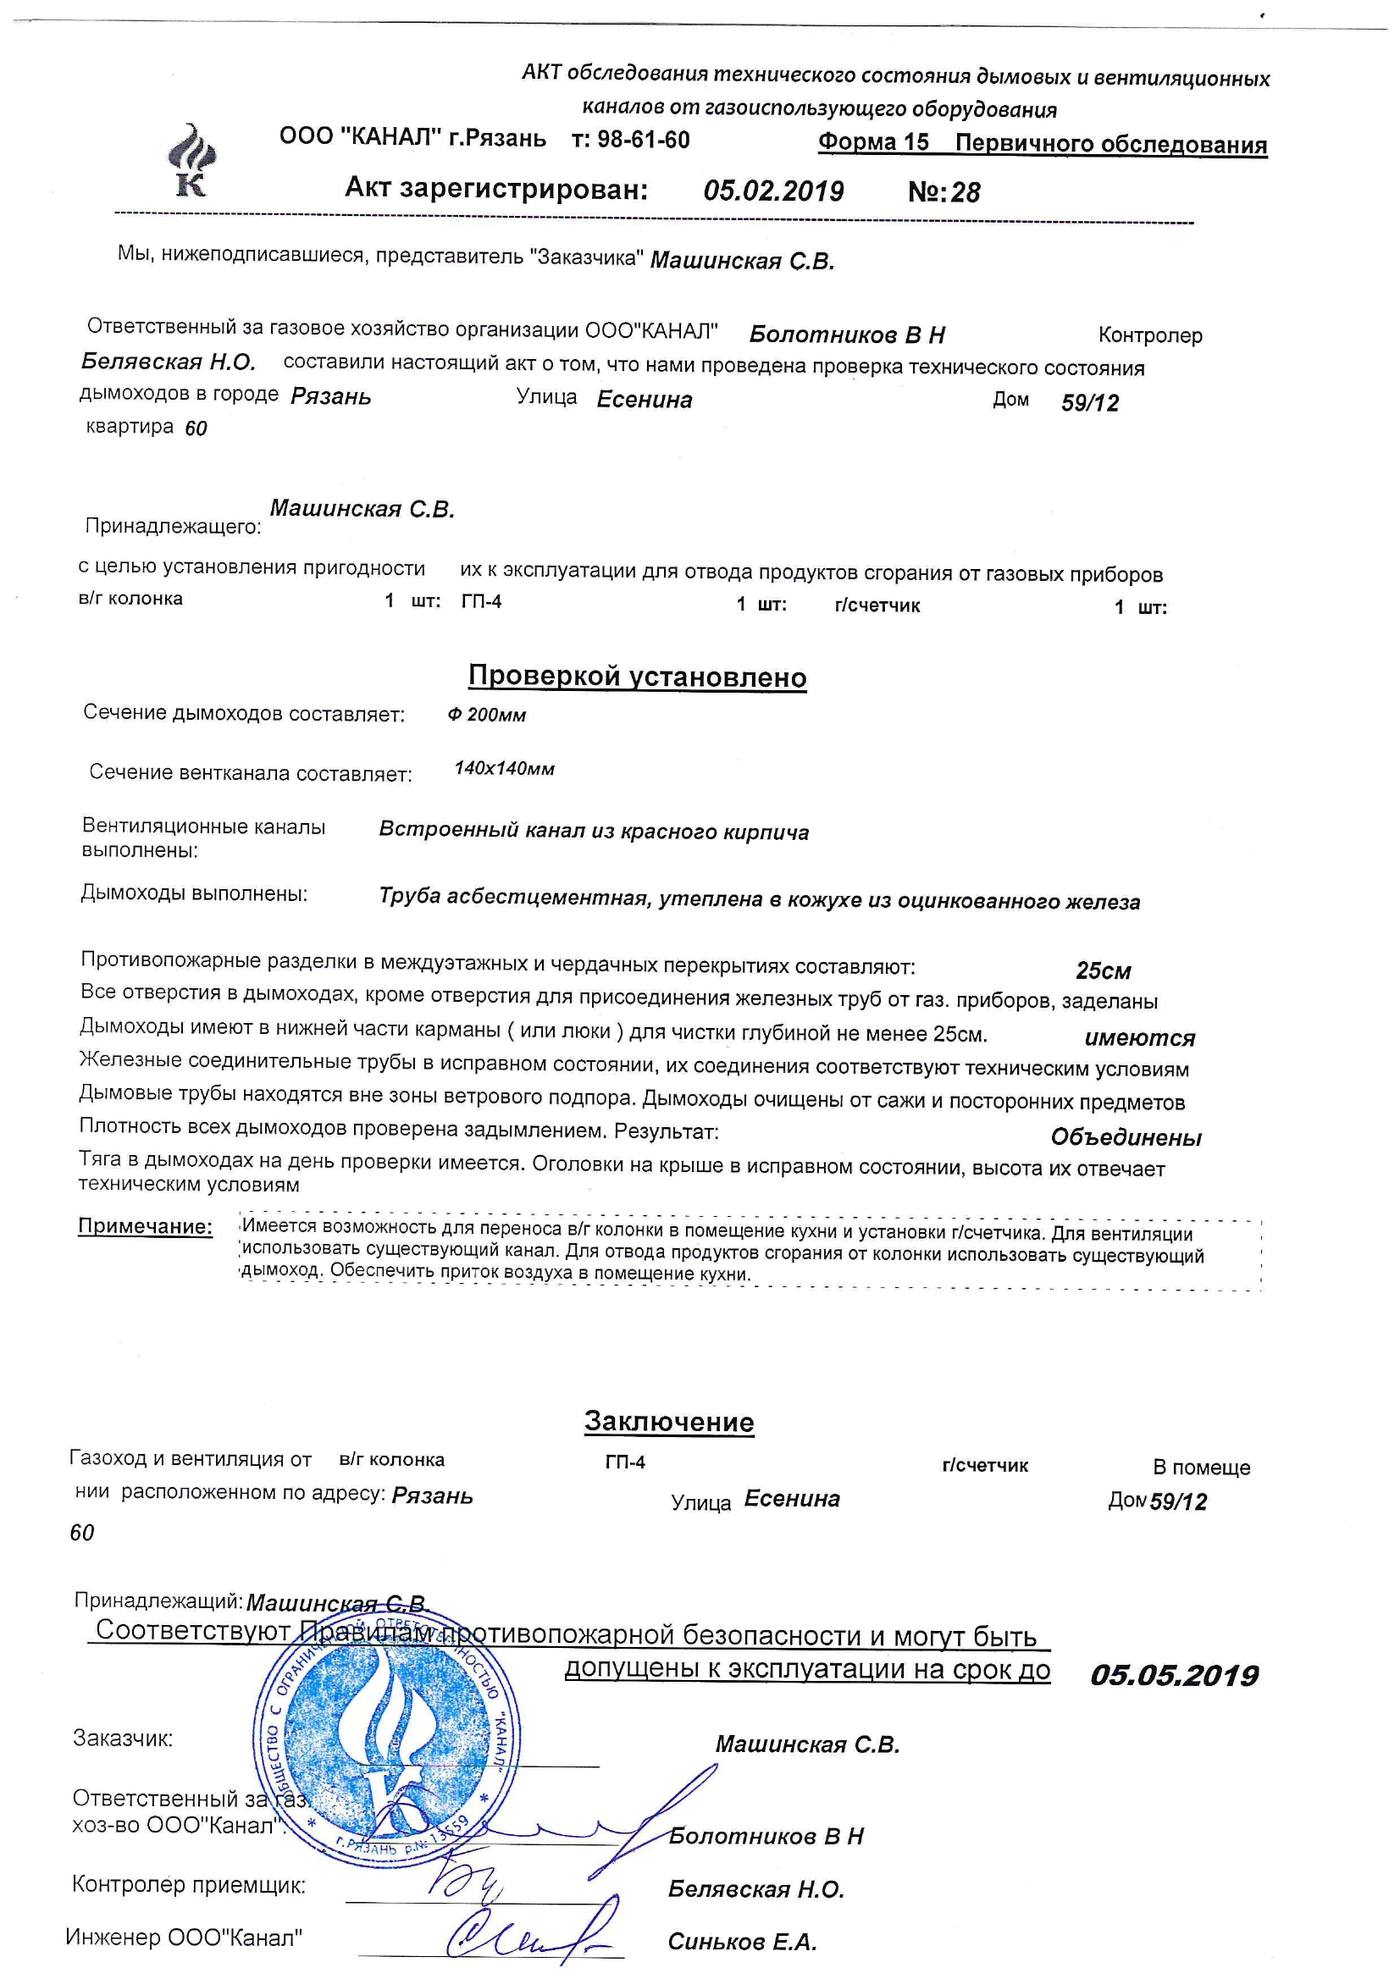 АКТ обследования технического состояния дымовых и вентиляционных
каналов от газоиспользующего оборудования
ООО "КАНАЛ" г.Рязань т: 98-61-60 Форма 15 Первичного обследования
К
Акт зарегистрирован: 05.02.2019 №:28
Мы, нижеподписавшиеся, представитель "Заказчика" Машинская С.В.
Ответственный за газовое хозяйство организации ООО"КАНАЛ" Болотников В Н Контролер
Белявская Н.О. составили настоящий акт о том, что нами проведена проверка технического состояния
дымоходов в городе Рязань Улица Есенина Дом 59/12
квартира 60
Машинская С.В.
Принадлежащего:
с целью установления пригодности их к эксплуатации для отвода продуктов сгорания от газовых приборов
в/г колонка 1 шт: ГП-4 1 шт: г/счетчик 1 шт:
Проверкой установлено
Сечение дымоходов составляет: Ф 200мм
Сечение вентканала составляет: 140х140мм
Вентиляционные каналы Встроенный канал из красного кирпича
выполнены:
Дымоходы выполнены: Труба асбестцементная, утеплена в кожухе из оцинкованного железа
Противопожарные разделки в междуэтажных и чердачных перекрытиях составляют: 25см
Все отверстия в дымоходах, кроме отверстия для присоединения железных труб от газ. приборов, заделаны
Дымоходы имеют в нижней части карманы ( или люки ) для чистки глубиной не менее 25см. имеются
Железные соединительные трубы в исправном состоянии, их соединения соответствуют техническим условиям
Дымовые трубы находятся вне зоны ветрового подпора. Дымоходы очищены от сажи и посторонних предметов
Плотность всех дымоходов проверена задымлением. Результат: Объединены
Тяга в дымоходах на день проверки имеется. Оголовки на крыше в исправном состоянии, высота их отвечает
техническим условиям
Примечание: Имеется возможность для переноса в/г колонки в помещение кухни и установки г/счетчика. Для вентиляции
использовать существующий канал. Для отвода продуктов сгорания от колонки использовать существующий
дымоход. Обеспечить приток воздуха в помещение кухни.
Заключение
Газоход и вентиляция от в/г колонка ГП-4 г/счетчик В помеще
нии расположенном по адресу: Рязань Улица Есенина Дом 59/12
60
Принадлежащий: Машинская С.В.
Соответствуют Правилам противопожарной безопасности и могут быть
допущены к эксплуатации на срок до 05.05.2019
ОБЩЕСТВО С ОГРАНИЧЕННОЙ ОТВЕТСТВЕННОСТЬЮ "КАНАЛ"
К
* г.РЯЗАНЬ р.№ 13559 *
Заказчик: Машинская С.В.
Ответственный за газ.
хоз-во ООО"Канал": Болотников В Н
Контролер приемщик: Белявская Н.О.
Инженер ООО"Канал" Синьков Е.А.